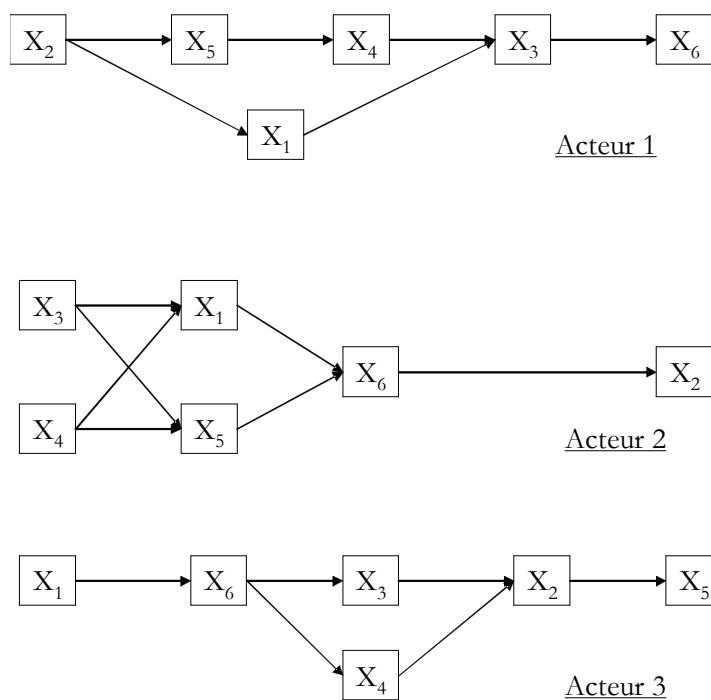 X₂ X₅ X₄ X₃ X₆
X₁
Acteur 1
X₃ X₁
X₆ X₂
X₄ X₅
Acteur 2
X₁ X₆ X₃ X₂ X₅
X₄
Acteur 3